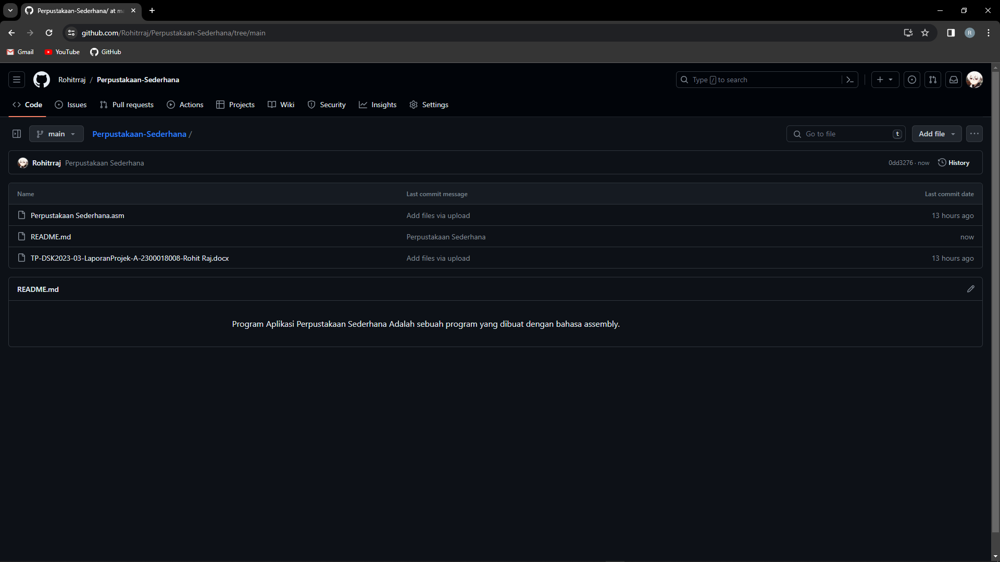 Perpustakaan-Sederhana/ at ma
github.com/Rohitrraj/Perpustakaan-Sederhana/tree/main
R
Gmail YouTube GitHub
Rohitrraj / Perpustakaan-Sederhana
Type / to search
Code Issues Pull requests Actions Projects Wiki Security Insights Settings
main Perpustakaan-Sederhana /
Go to file t Add file
Rohitrraj Perpustakaan Sederhana 0dd3276 · now History
Name Last commit message Last commit date
Perpustakaan Sederhana.asm Add files via upload 13 hours ago
README.md Perpustakaan Sederhana now
TP-DSK2023-03-LaporanProjek-A-2300018008-Rohit Raj.docx Add files via upload 13 hours ago
README.md
Program Aplikasi Perpustakaan Sederhana Adalah sebuah program yang dibuat dengan bahasa assembly.